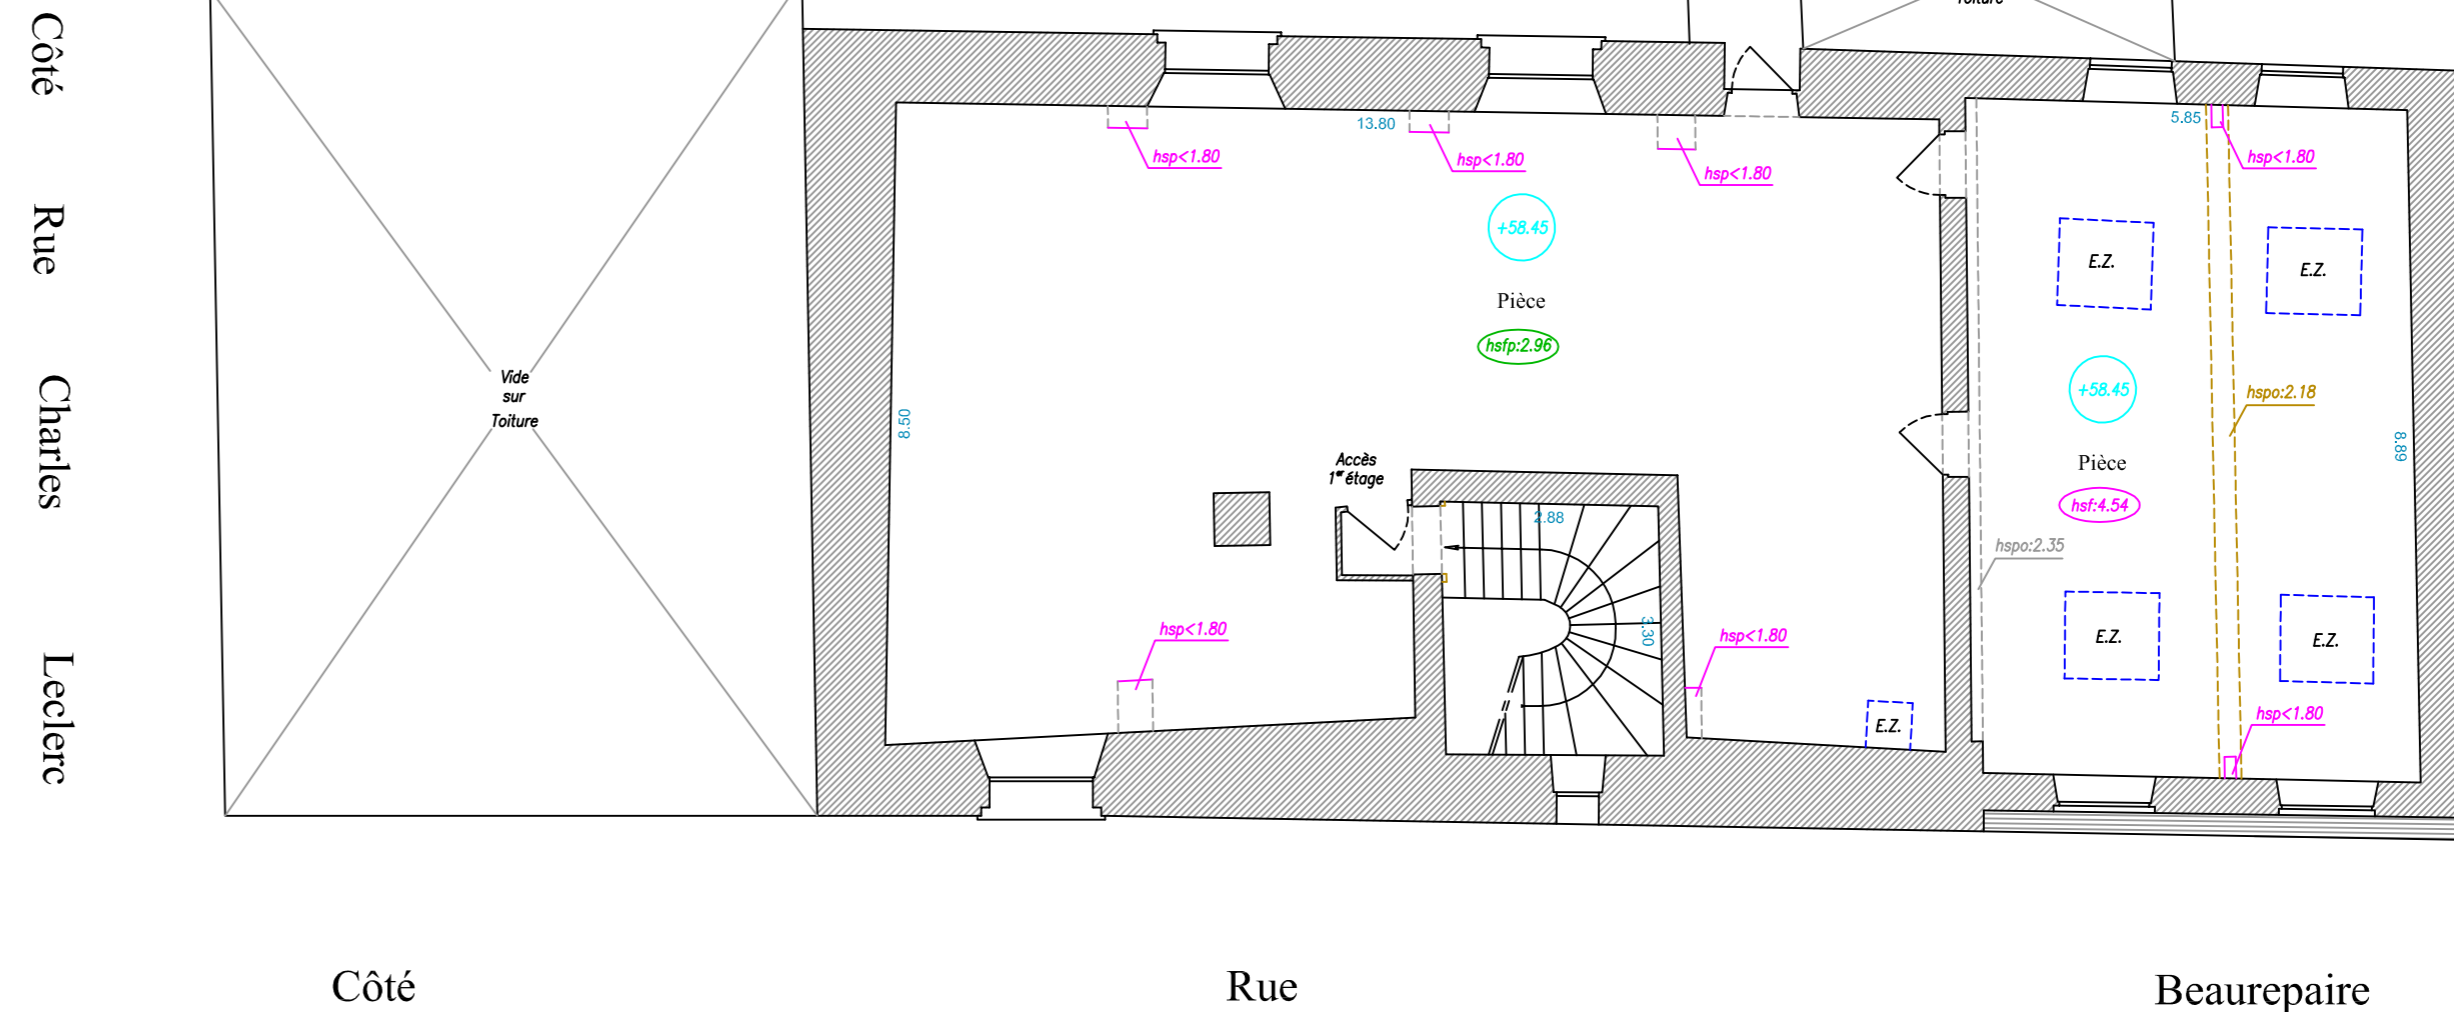 Toiture
Côté
Rue
Charles
Leclerc
Vide
sur
Toiture
13.80
5.85
hsp<1.80
hsp<1.80
hsp<1.80
hsp<1.80
+58.45
Pièce
hsfp:2.96
E.Z.
E.Z.
+58.45
hspo:2.18
8.50
8.89
Pièce
Accès
1er étage
hsf:4.54
2.88
hspo:2.35
3.30
hsp<1.80
hsp<1.80
E.Z.
E.Z.
hsp<1.80
E.Z.
Côté
Rue
Beaurepaire